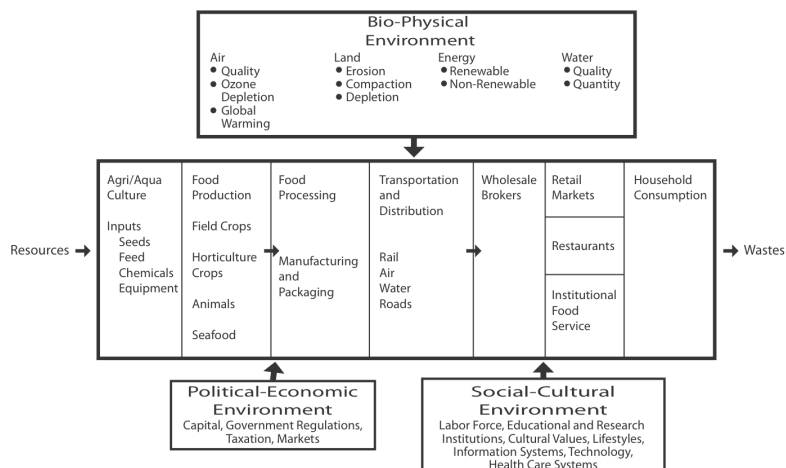 Bio-Physical
Environment
Air
● Quality
● Ozone
Depletion
● Global
Warming
Land
● Erosion
● Compaction
● Depletion
Energy
● Renewable
● Non-Renewable
Water
● Quality
● Quantity
Resources
Agri/Aqua
Culture
Inputs
Seeds
Feed
Chemicals
Equipment
Food
Production
Field Crops
Horticulture
Crops
Animals
Seafood
Food
Processing
Manufacturing
and
Packaging
Transportation
and
Distribution
Rail
Air
Water
Roads
Wholesale
Brokers
Retail
Markets
Restaurants
Institutional
Food
Service
Household
Consumption
Wastes
Political-Economic
Environment
Capital, Government Regulations,
Taxation, Markets
Social-Cultural
Environment
Labor Force, Educational and Research
Institutions, Cultural Values, Lifestyles,
Information Systems, Technology,
Health Care Systems